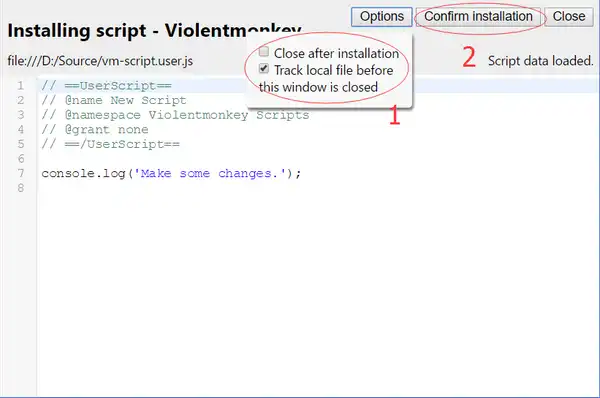 Options
Confirm installation
Close
Installing script - Violentmonkey
file:///D:/Source/vm-script.user.js
Close after installation
Track local file before
this window is closed
1
2
Script data loaded.
1 // ==UserScript==
2 // @name New Script
3 // @namespace Violentmonkey Scripts
4 // @grant none
5 // ==/UserScript==
6
7 console.log('Make some changes.');
8